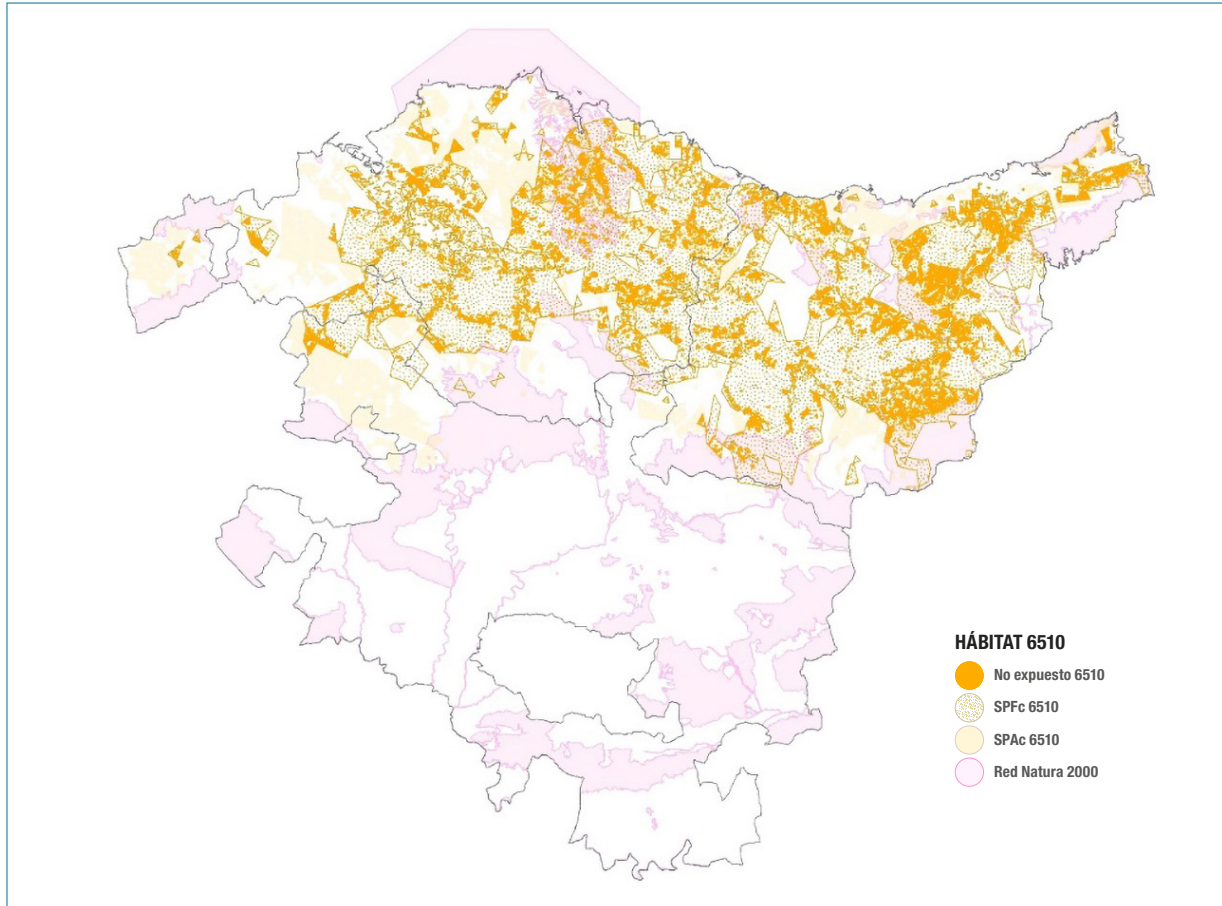 HÁBITAT 6510
No expuesto 6510
SPFc 6510
SPAc 6510
Red Natura 2000